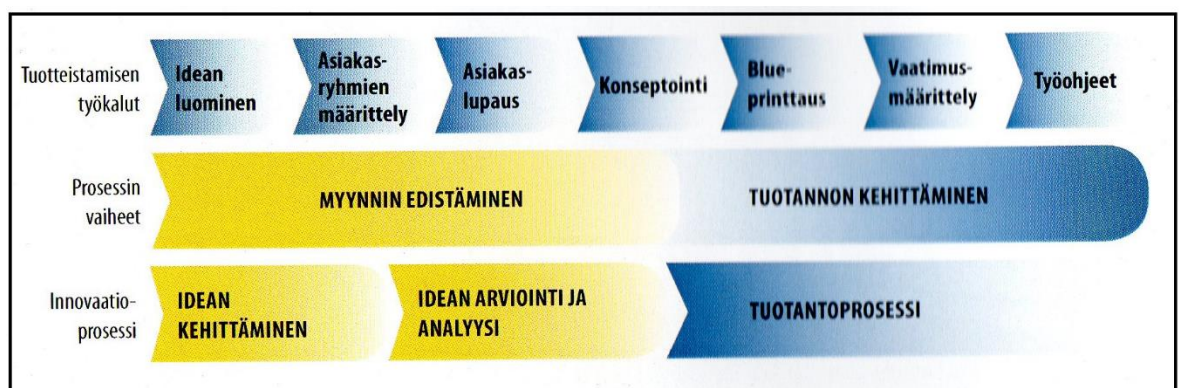 Tuotteistamisen
työkalut
Idean
luominen
Asiakas-
ryhmien
määrittely
Asiakas-
lupaus
Konseptointi
Blue-
printtaus
Vaatimus-
määrittely
Työohjeet
Prosessin
vaiheet
MYYNNIN EDISTÄMINEN
TUOTANNON KEHITTÄMINEN
Innovaatio-
prosessi
IDEAN
KEHITTÄMINEN
IDEAN ARVIOINTI JA
ANALYYSI
TUOTANTOPROSESSI